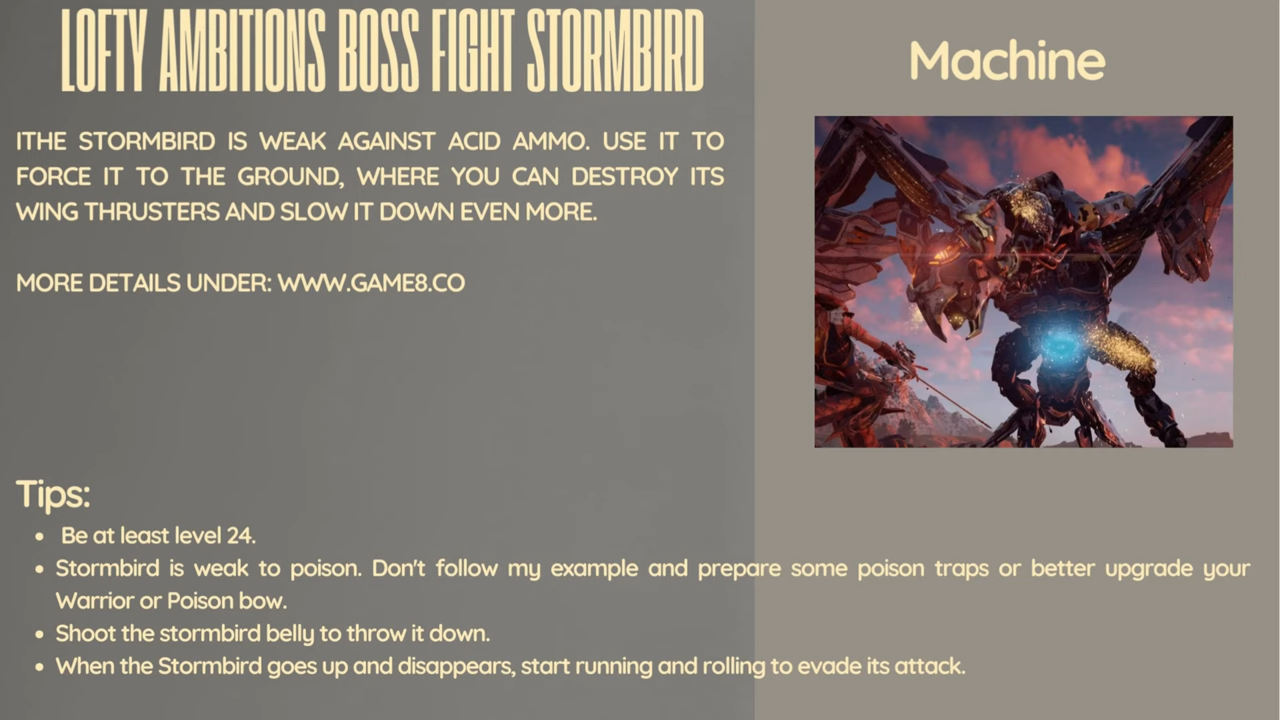 LOFTY AMBITIONS BOSS FIGHT STORMBIRD
ITHE STORMBIRD IS WEAK AGAINST ACID AMMO. USE IT TO
FORCE IT TO THE GROUND, WHERE YOU CAN DESTROY ITS
WING THRUSTERS AND SLOW IT DOWN EVEN MORE.
MORE DETAILS UNDER: WWW.GAME8.CO
Machine
Tips:
• Be at least level 24.
• Stormbird is weak to poison. Don't follow my example and prepare some poison traps or better upgrade your
Warrior or Poison bow.
• Shoot the stormbird belly to throw it down.
• When the Stormbird goes up and disappears, start running and rolling to evade its attack.